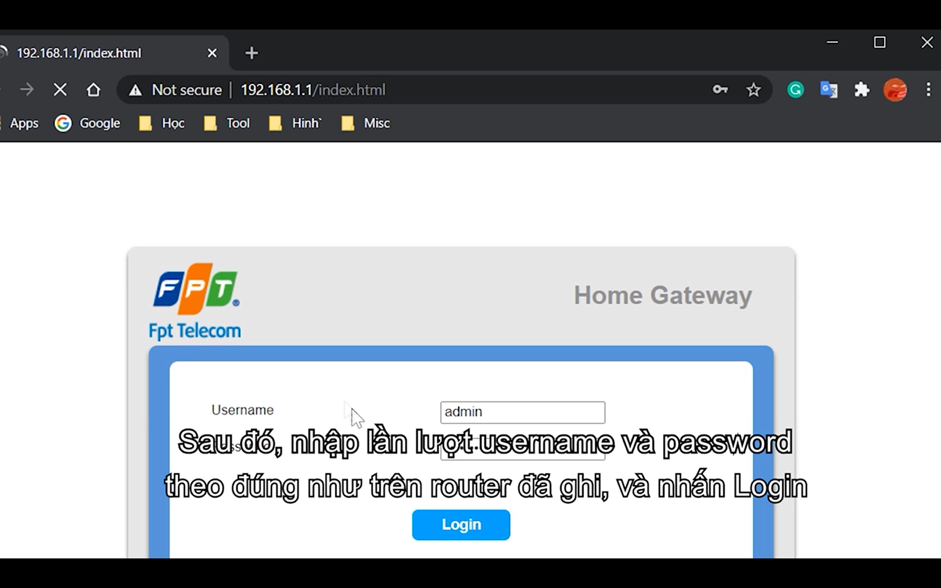 192.168.1.1/index.html
Not secure 192.168.1.1/index.html
Apps Google Học Tool Hinh` Misc
FPT
Fpt Telecom
Home Gateway
Username admin
Sau đó, nhập lần lượt username và password
theo đúng như trên router đã ghi, và nhấn Login
Login